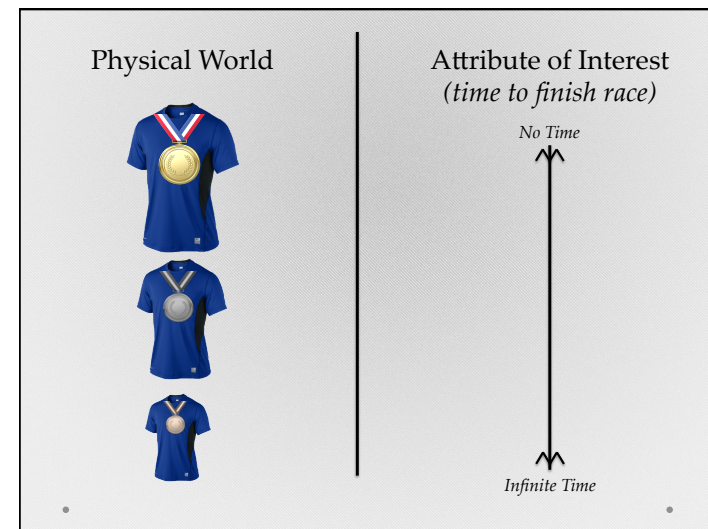 Physical World
Attribute of Interest
(time to finish race)
No Time
Infinite Time